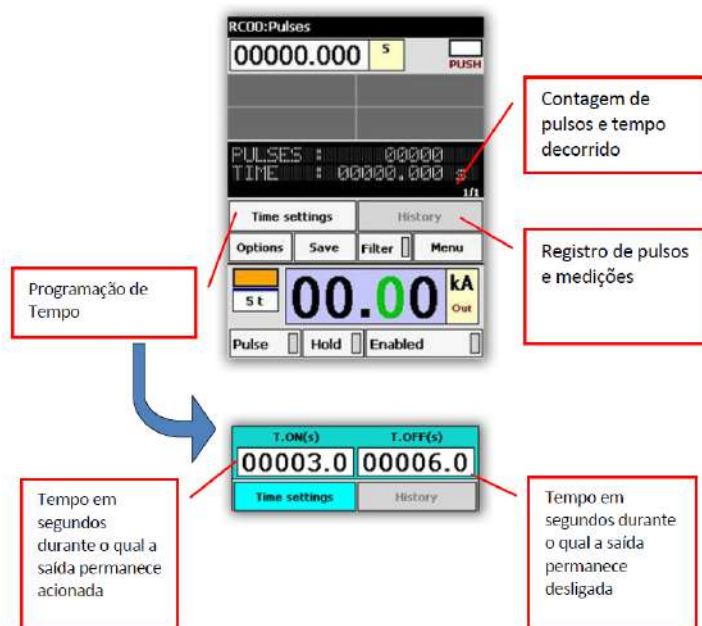 RC00:Pulses
00000.000 s
PUSH
Contagem de
pulsos e tempo
decorrido
PULSES : 00000
TIME : 00000.000 s
1/1
Time settings History
Options Save Filter Menu
Registro de pulsos
e medições
Programação de
Tempo
S t 00.00 kA
Out
Pulse Hold Enabled
T.ON(s) T.OFF(s)
00003.0 00006.0
Time settings History
Tempo em
segundos
durante o qual a
saída permanece
acionada
Tempo em
segundos durante
o qual a saída
permanece
desligada